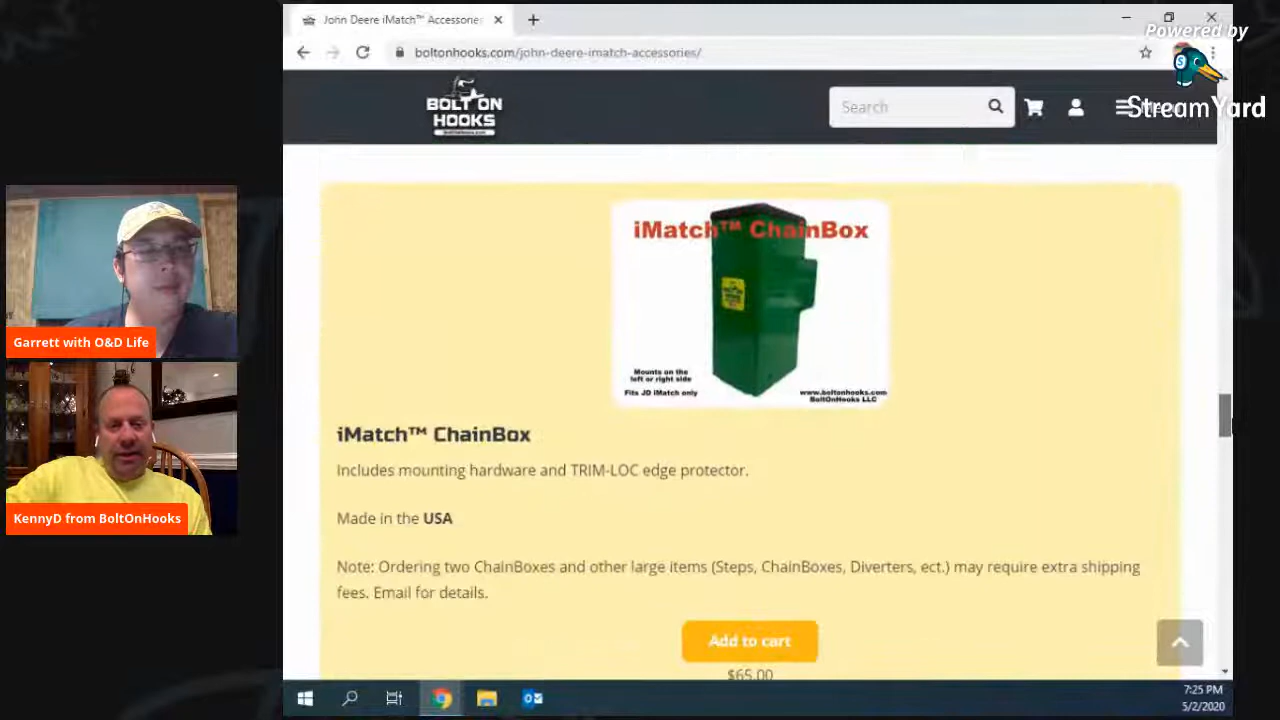 John Deere iMatch™ Accessories
boltonhooks.com/john-deere-imatch-accessories/
Powered by
StreamYard
BOLT ON
HOOKS
Search
iMatch™ ChainBox
Mounts on the
left or right side
Fits JD iMatch only
www.boltonhooks.com
BoltOnHooks LLC
Garrett with O&D Life
KennyD from BoltOnHooks
iMatch™ ChainBox
Includes mounting hardware and TRIM-LOC edge protector.
Made in the USA
Note: Ordering two ChainBoxes and other large items (Steps, ChainBoxes, Diverters, ect.) may require extra shipping
fees. Email for details.
Add to cart
$65.00
7:25 PM
5/2/2020